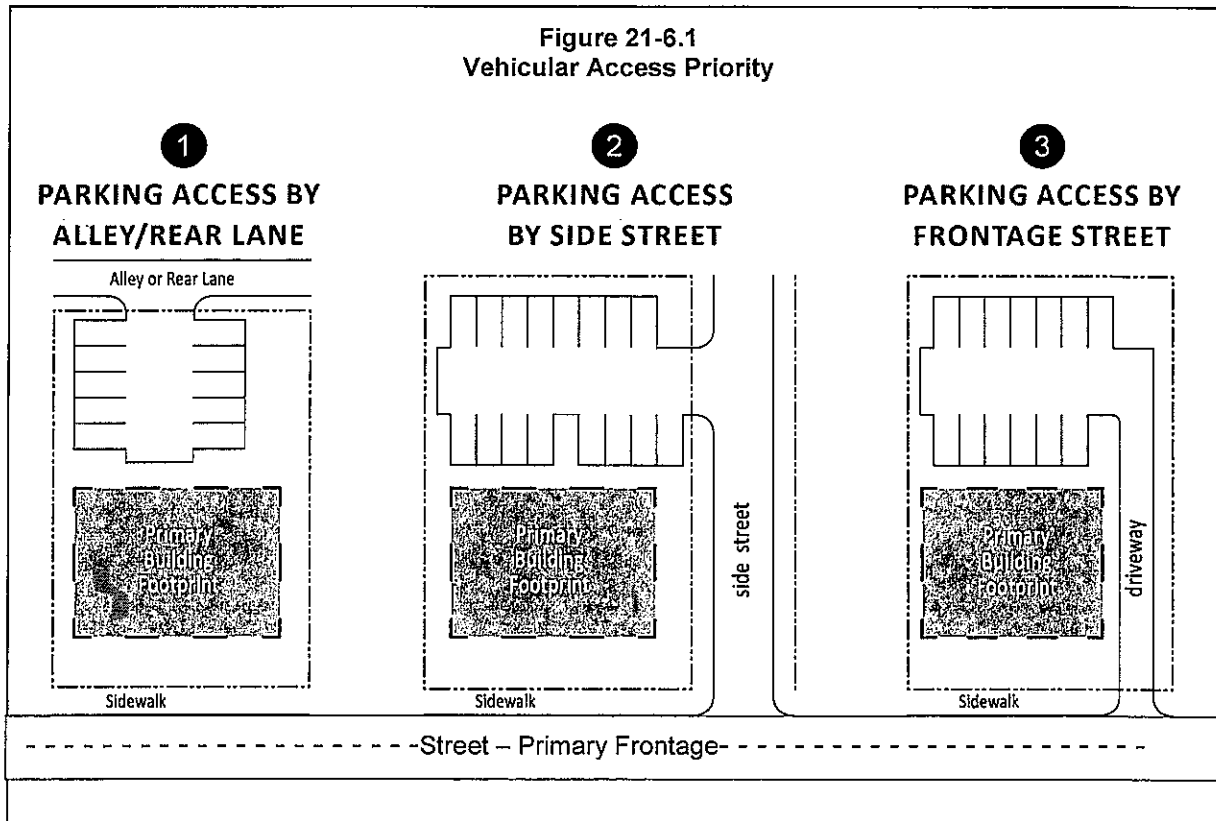 Figure 21-6.1
Vehicular Access Priority
1
PARKING ACCESS BY
ALLEY/REAR LANE
Alley or Rear Lane
Primary
Building
Footprint
Sidewalk
2
PARKING ACCESS
BY SIDE STREET
Primary
Building
Footprint
side street
Sidewalk
3
PARKING ACCESS BY
FRONTAGE STREET
Primary
Building
Footprint
driveway
Sidewalk
Street – Primary Frontage